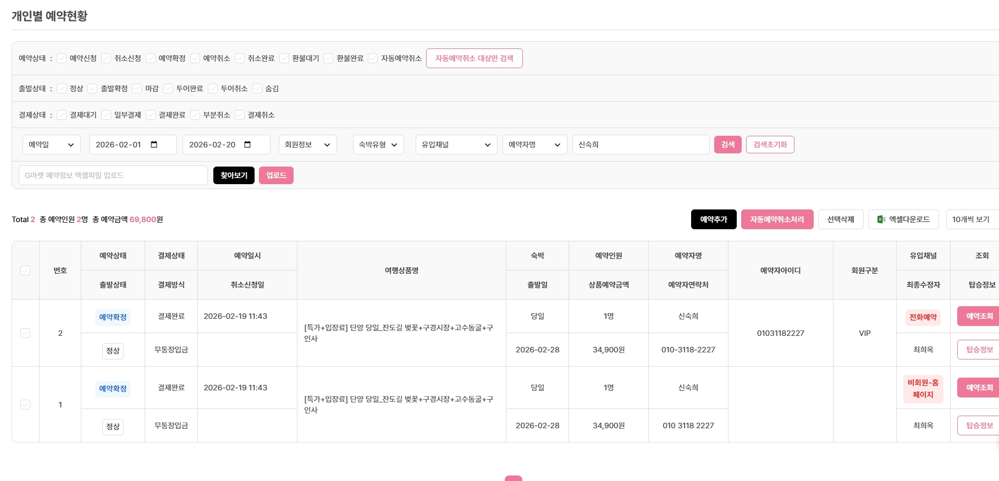 개인별 예약현황
예약상태 : 예약신청 취소신청 예약확정 예약취소 취소완료 환불대기 환불완료 자동예약취소 자동예약취소 대상만 검색
출발상태 : 정상 출발확정 마감 투어완료 투어취소 숨김
결제상태 : 결제대기 일부결제 결제완료 부분취소 결제취소
예약일 2026-02-01 2026-02-20 회원정보 숙박유형 유입채널 예약자명 신숙희 검색 검색초기화
G마켓 예약정보 엑셀파일 업로드 찾아보기 업로드
Total 2 총 예약인원 2명 총 예약금액 69,800원 예약추가 자동예약취소처리 선택삭제 엑셀다운로드 10개씩 보기
예약상태 결제상태 예약일시 숙박 예약인원 예약자명 유입채널 조회
번호 여행상품명 예약자아이디 회원구분
출발상태 결제방식 취소신청일 출발일 상품예약금액 예약자연락처 최종수정자 탑승정보
예약확정 결제완료 2026-02-19 11:43 당일 1명 신숙희 전화예약 예약조회
[특가+입장료] 단양 당일_잔도길 벚꽃+구경시장+고수동굴+구
2 01031182227 VIP
인사
정상 무통장입금 2026-02-28 34,900원 010-3118-2227 최희옥 탑승정보
예약확정 결제완료 2026-02-19 11:43 당일 1명 신숙희 비회원-홈 예약조회
페이지
[특가+입장료] 단양 당일_잔도길 벚꽃+구경시장+고수동굴+구
1
인사
정상 무통장입금 2026-02-28 34,900원 010 3118 2227 최희옥 탑승정보